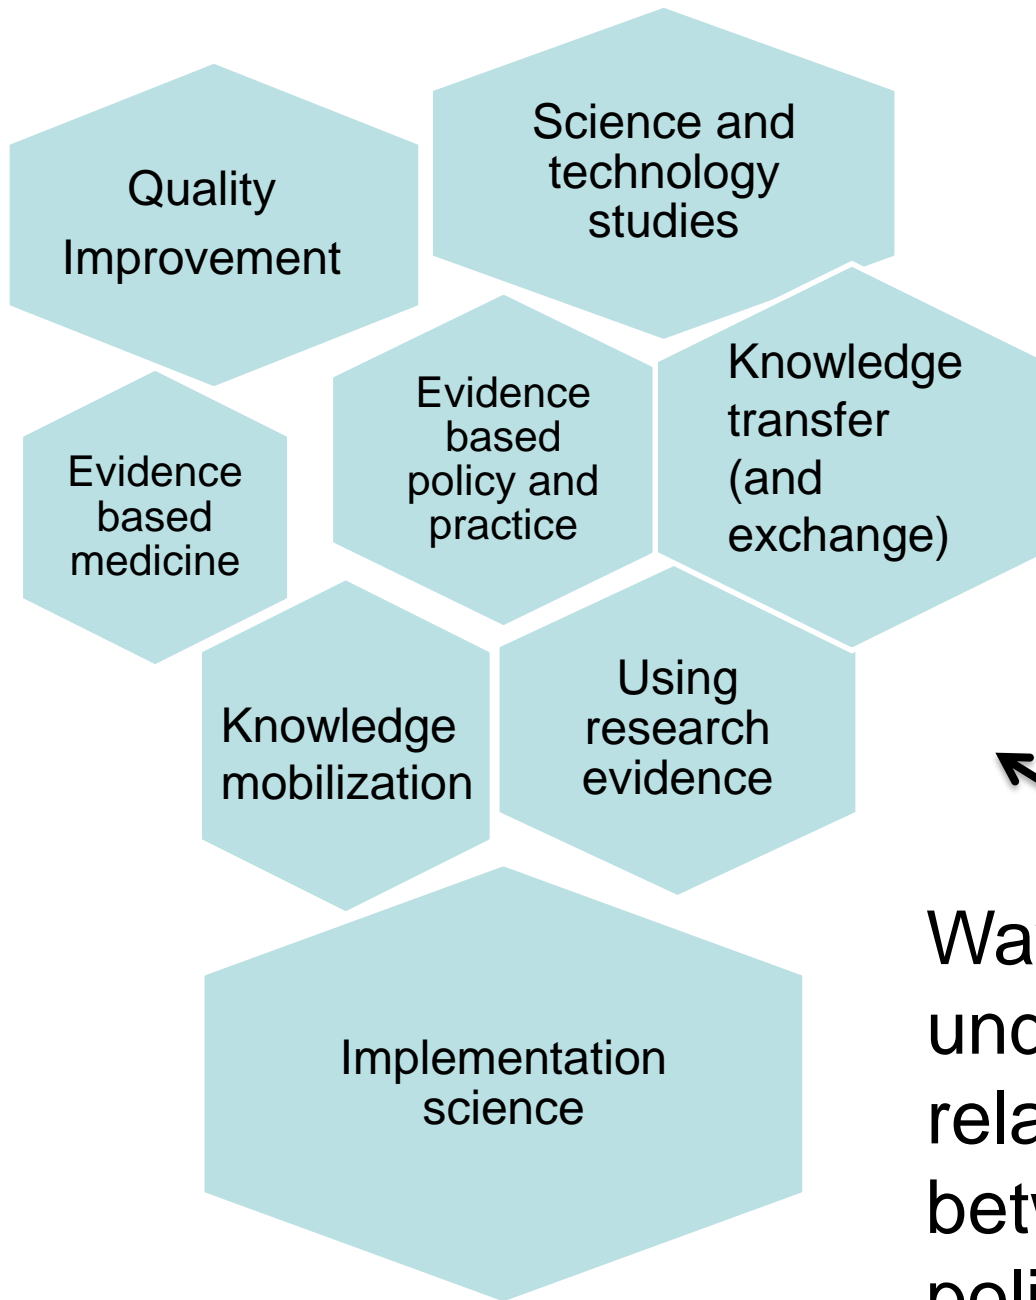 Quality
Improvement
Science and
technology
studies
Evidence
based
medicine
Evidence
based
policy and
practice
Knowledge
transfer
(and
exchange)
Knowledge
mobilization
Using
research
evidence
Implementation
science